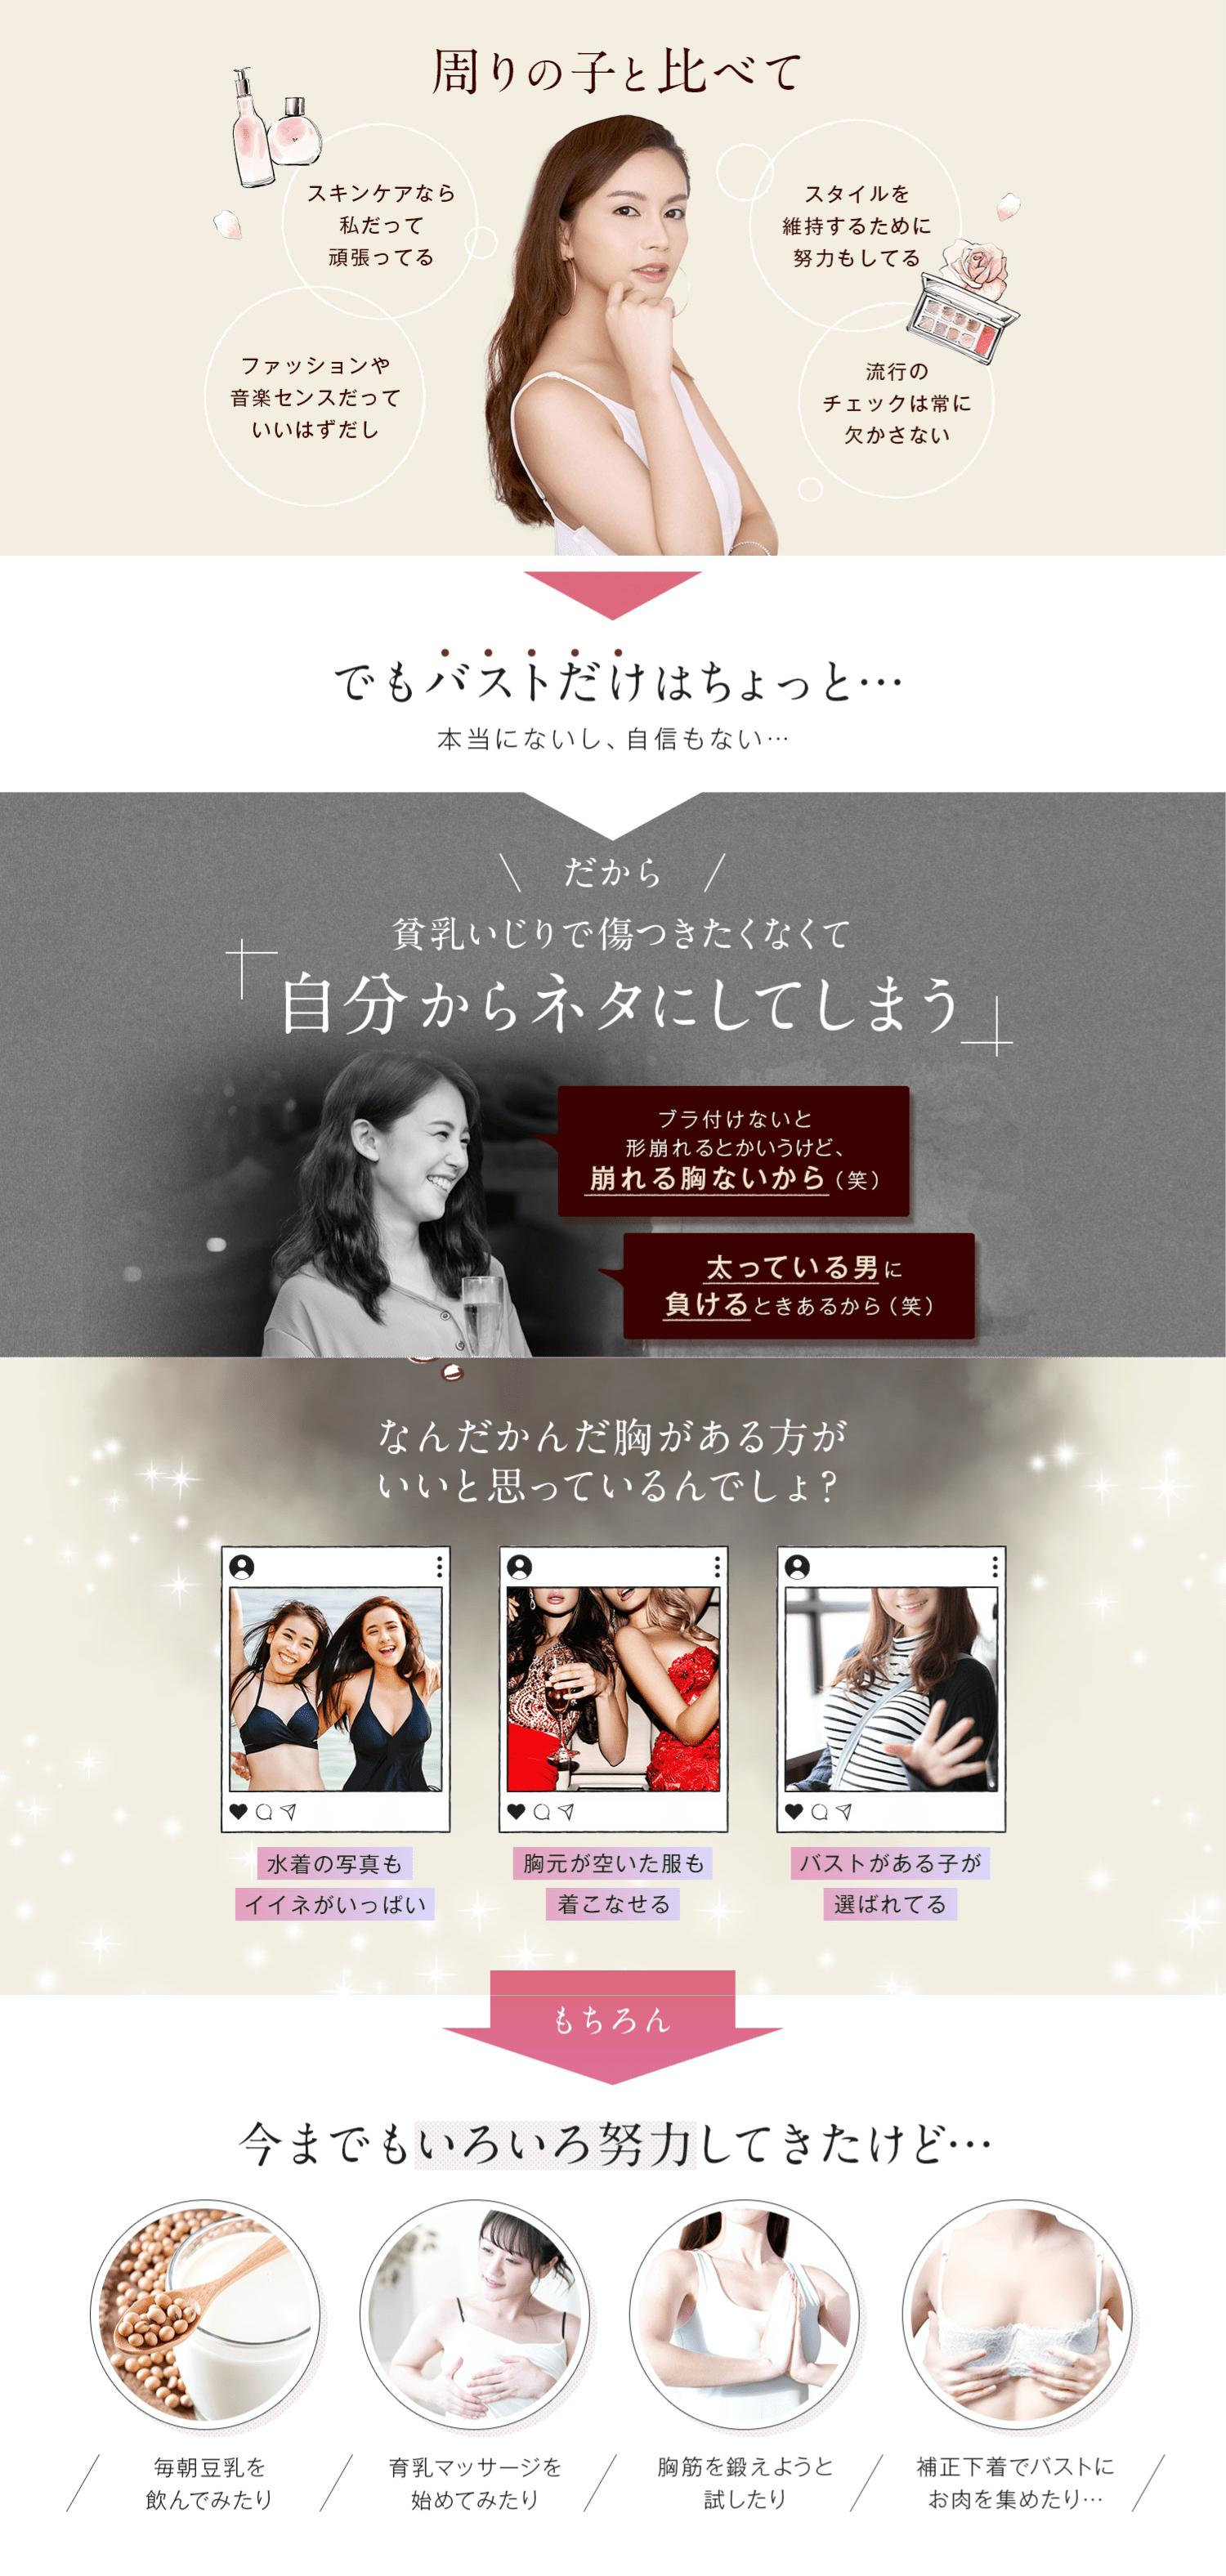 周りの子と比べて
スキンケアなら
私だって
頑張ってる
スタイルを
維持するために
努力もしてる
ファッションや
音楽センスだって
いいはずだし
流行の
チェックは常に
欠かさない
でもバストだけはちょっと…
本当にないし、自信もない…
だから
貧乳いじりで傷つきたくなくて
自分からネタにしてしまう
ブラ付けないと
形崩れるとかいうけど、
崩れる胸ないから（笑）
太っている男に
負けるときあるから（笑）
なんだかんだ胸がある方が
いいと思っているんでしょ？
水着の写真も
イイネがいっぱい
胸元が空いた服も
着こなせる
バストがある子が
選ばれてる
もちろん
今までもいろいろ努力してきたけど…
毎朝豆乳を
飲んでみたり
育乳マッサージを
始めてみたり
胸筋を鍛えようと
試したり
補正下着でバストに
お肉を集めたり…